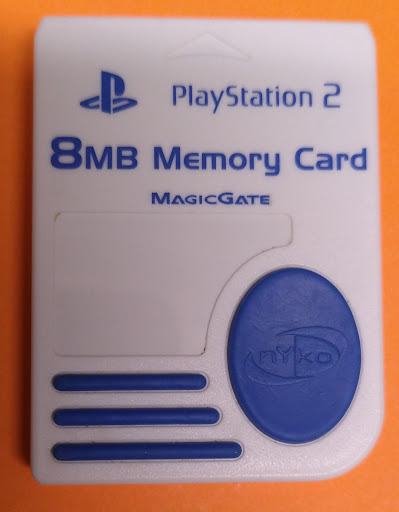 PlayStation 2
8MB Memory Card
MAGICGATE
nyko